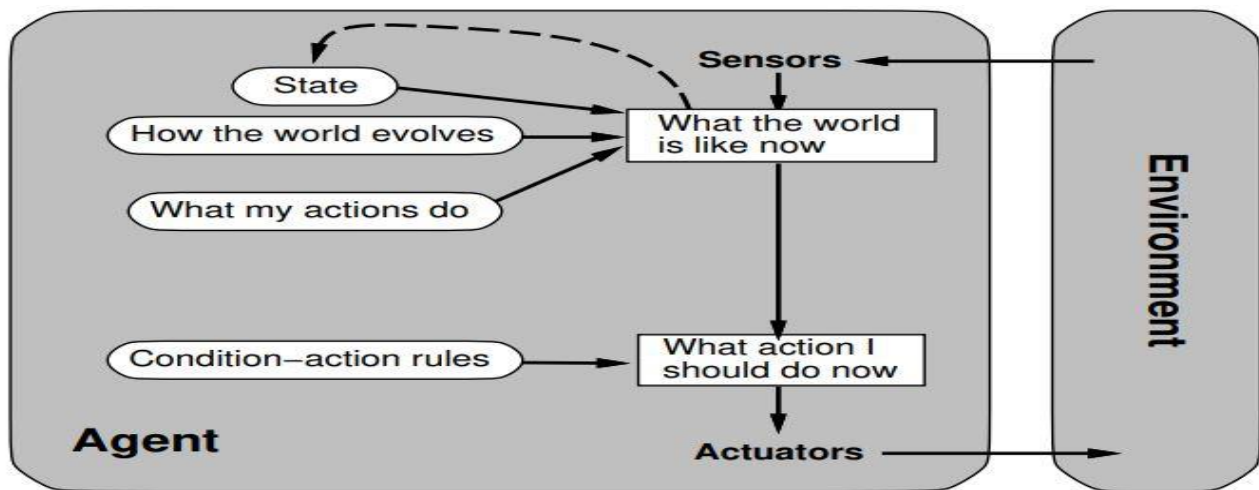 Sensors
State
What the world
is like now
How the world evolves
What my actions do
Environment
What action I
should do now
Condition–action rules
Agent
Actuators